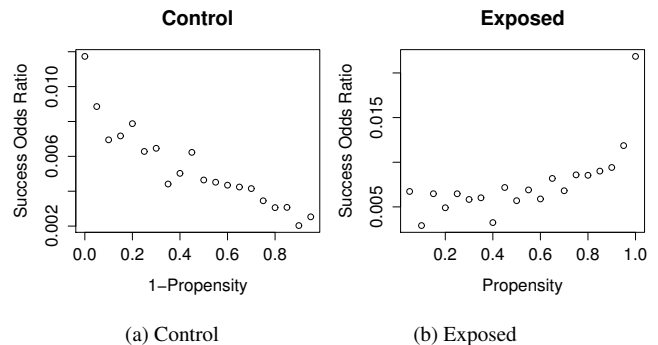 Control
Success Odds Ratio
0.002
0.006
0.010
0.0
0.2
0.4
0.6
0.8
1−Propensity
(a) Control
Exposed
Success Odds Ratio
0.005
0.015
0.2
0.4
0.6
0.8
1.0
Propensity
(b) Exposed